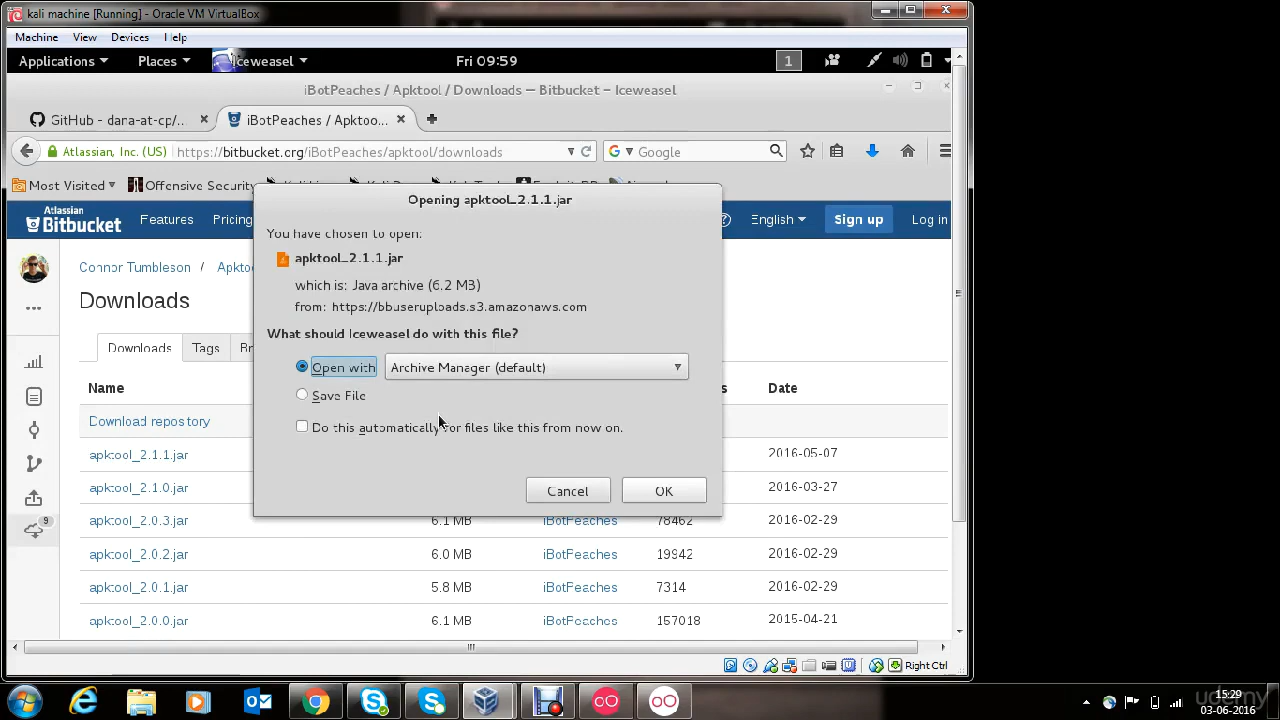 kali machine [Running] - Oracle VM VirtualBox
Machine View Devices Help
Applications Places Iceweasel Fri 09:59 1
iBotPeaches / Apktool / Downloads — Bitbucket - Iceweasel
GitHub - dana-at-cp/... iBotPeaches / Apktoo...
Atlassian, Inc. (US) https://bitbucket.org/iBotPeaches/apktool/downloads Google
Most Visited Offensive Security
Atlassian
Bitbucket Features Pricing English Sign up Log in
Opening apktool_2.1.1.jar
You have chosen to open:
apktool_2.1.1.jar
which is: Java archive (6.2 MB)
from: https://bbuseruploads.s3.amazonaws.com
What should Iceweasel do with this file?
Open with Archive Manager (default)
Save File
Do this automatically for files like this from now on.
Cancel OK
Connor Tumbleson / Apkto
Downloads
Downloads Tags Br
Name s Date
Download repository
apktool_2.1.1.jar 2016-05-07
apktool_2.1.0.jar 2016-03-27
apktool_2.0.3.jar 6.1 MB iBotPeaches 78462 2016-02-29
apktool_2.0.2.jar 6.0 MB iBotPeaches 19942 2016-02-29
apktool_2.0.1.jar 5.8 MB iBotPeaches 7314 2016-02-29
apktool_2.0.0.jar 6.1 MB iBotPeaches 157018 2015-04-21
9
Right Ctrl
15:29
03-06-2016
udemy